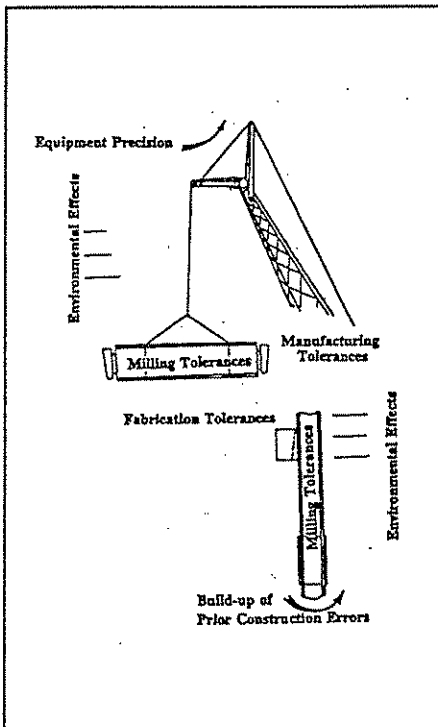 Equipment Precision
Environmental Effects
Manufacturing
Tolerances
Milling Tolerances
Fabrication Tolerances
Milling Tolerances
Environmental Effects
Build-up of
Prior Construction Errors